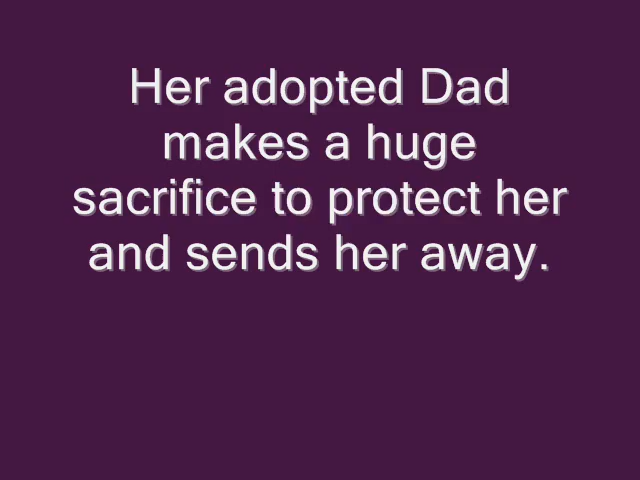 Her adopted Dad
makes a huge
sacrifice to protect her
and sends her away.